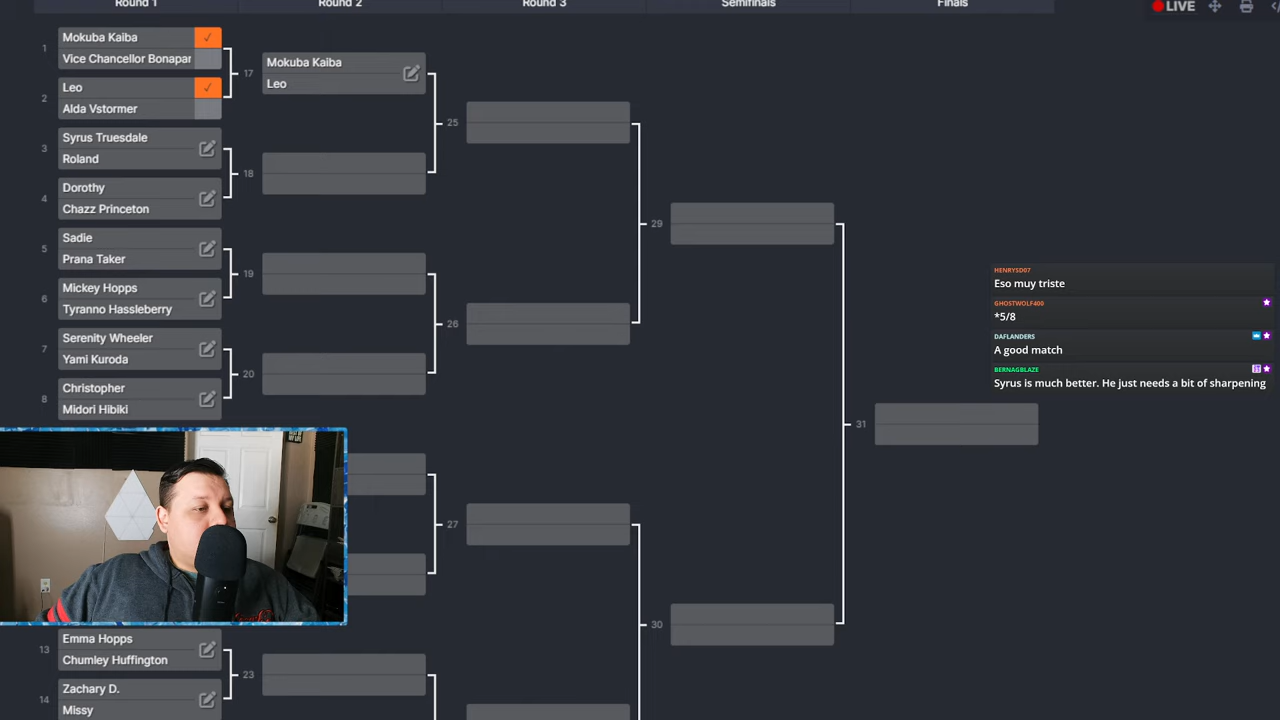 Round 1
Round 2
Round 3
Semifinals
Finals
LIVE
1
Mokuba Kaiba
Vice Chancellor Bonapar
2
Leo
Alda Vstormer
3
Syrus Truesdale
Roland
4
Dorothy
Chazz Princeton
5
Sadie
Prana Taker
6
Mickey Hopps
Tyranno Hassleberry
7
Serenity Wheeler
Yami Kuroda
8
Christopher
Midori Hibiki
13
Emma Hopps
Chumley Huffington
14
Zachary D.
Missy
17
Mokuba Kaiba
Leo
18
19
20
23
25
26
27
29
30
31
HENRYSD07
Eso muy triste
GHOSTWOLF400
*5/8
DAFLANDERS
A good match
BERNAGBLAZE
Syrus is much better. He just needs a bit of sharpening